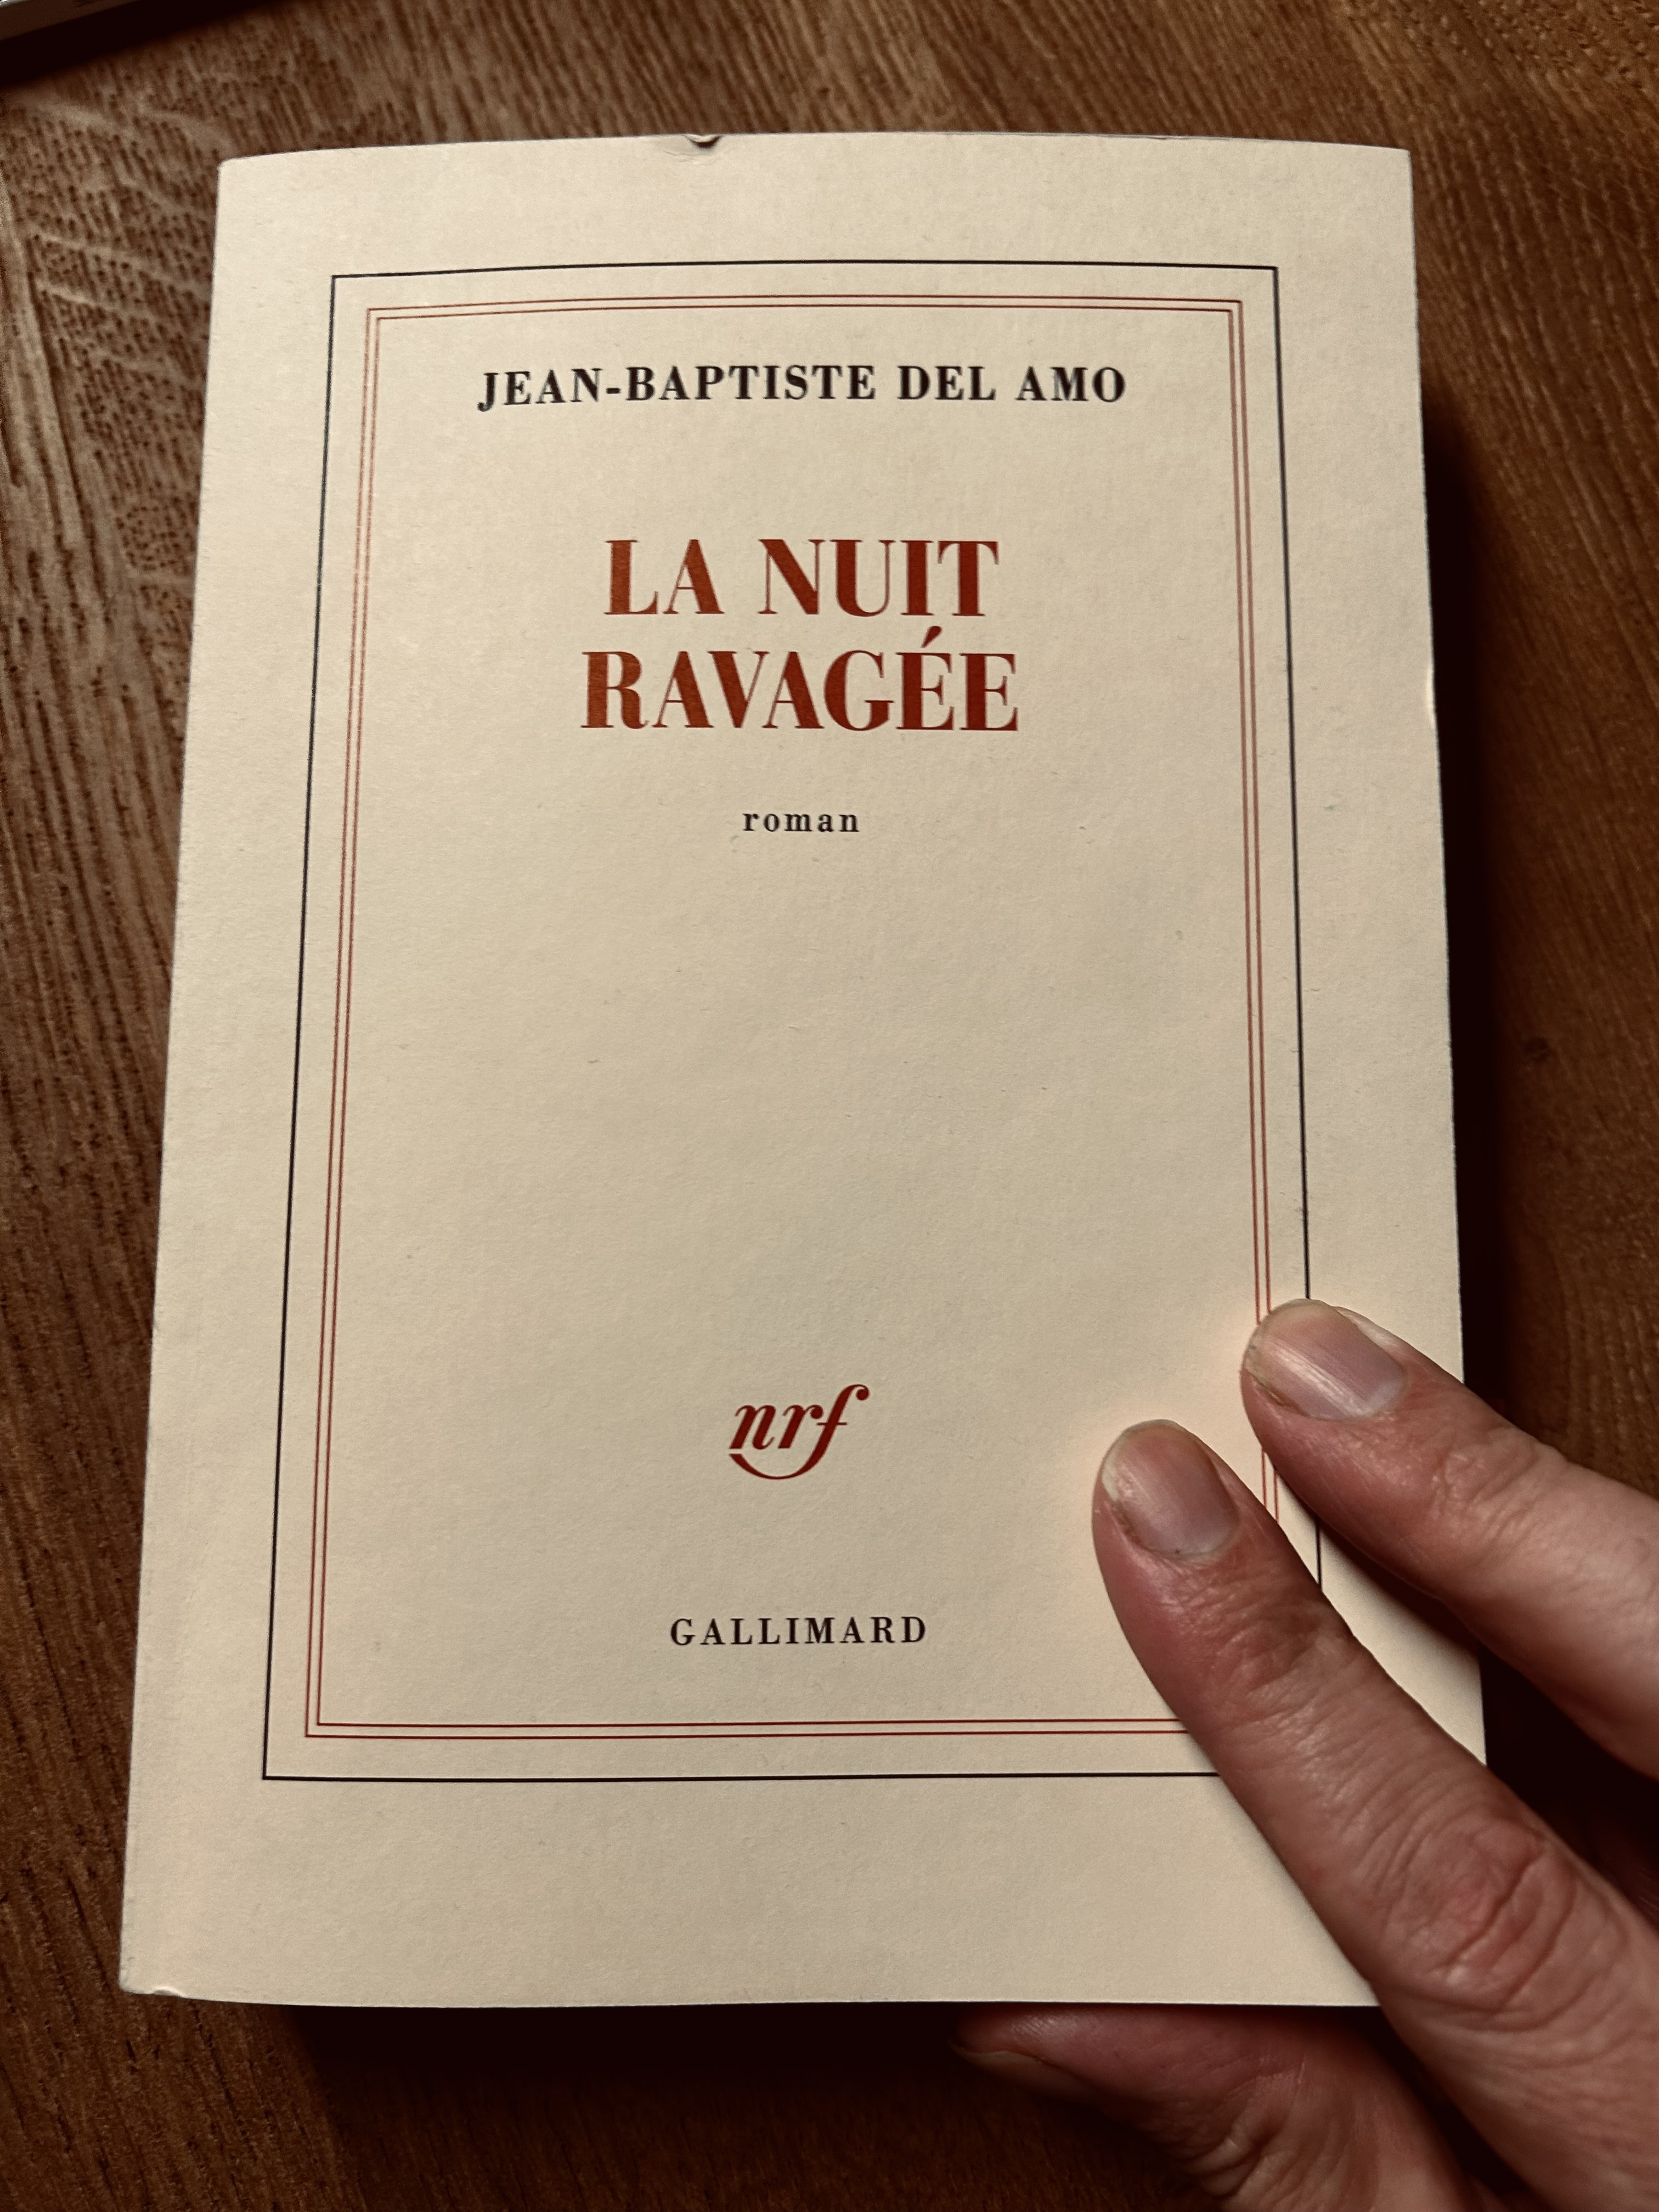 JEAN-BAPTISTE DEL AMO
LA NUIT
RAVAGÉE
roman
nrf
GALLIMARD